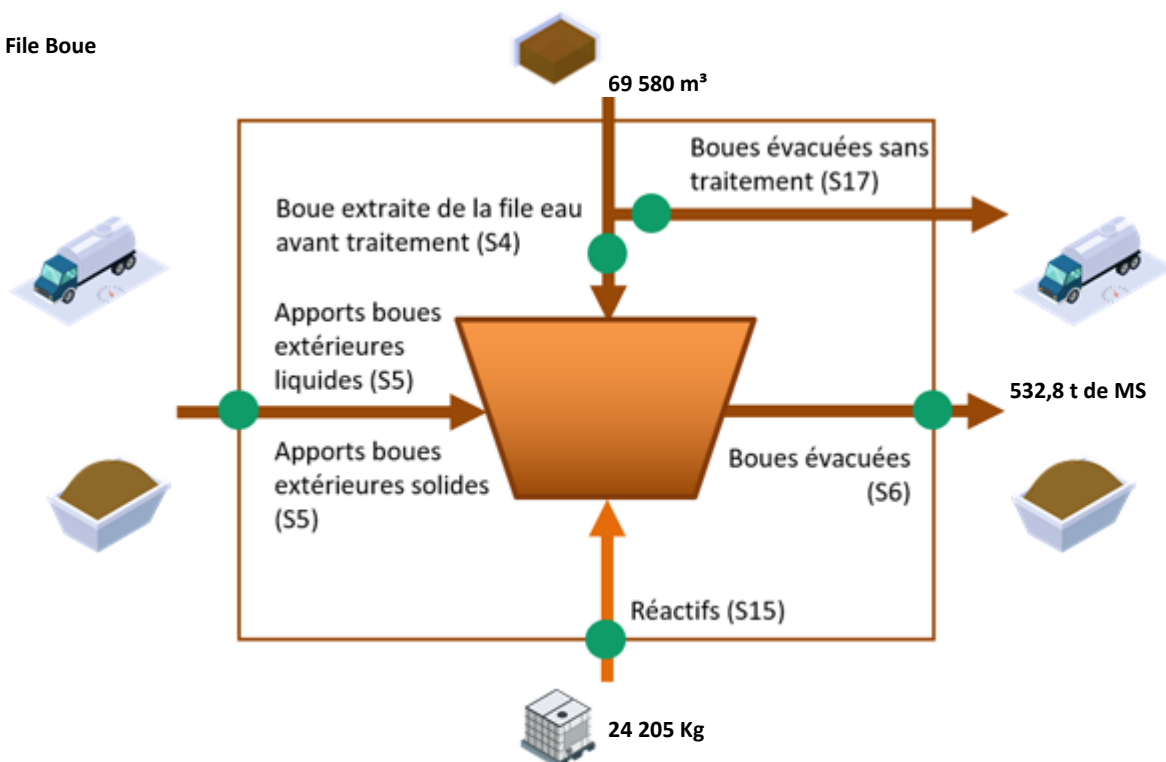 File Boue
69 580 m³
Boues évacuées sans
traitement (S17)
Boue extraite de la file eau
avant traitement (S4)
Apports boues
extérieures
liquides (S5)
532,8 t de MS
Apports boues
extérieures solides
(S5)
Boues évacuées
(S6)
Réactifs (S15)
24 205 Kg